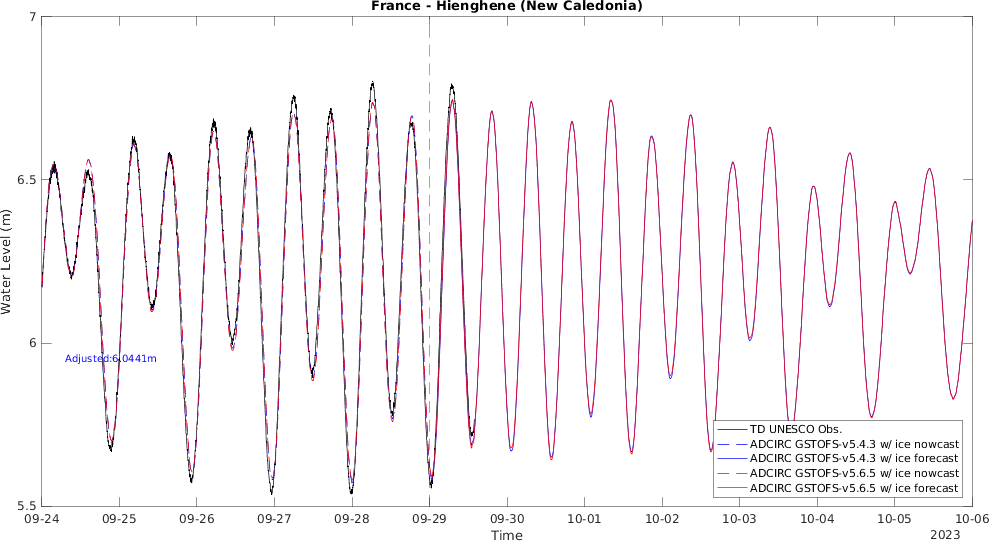 France - Hienghene (New Caledonia)
7
6.5
6
5.5
Water Level (m)
Adjusted:6.0441m
TD UNESCO Obs.
ADCIRC GSTOFS-v5.4.3 w/ ice nowcast
ADCIRC GSTOFS-v5.4.3 w/ ice forecast
ADCIRC GSTOFS-v5.6.5 w/ ice nowcast
ADCIRC GSTOFS-v5.6.5 w/ ice forecast
09-24 09-25 09-26 09-27 09-28 09-29 09-30 10-01 10-02 10-03 10-04 10-05 10-06
Time
2023